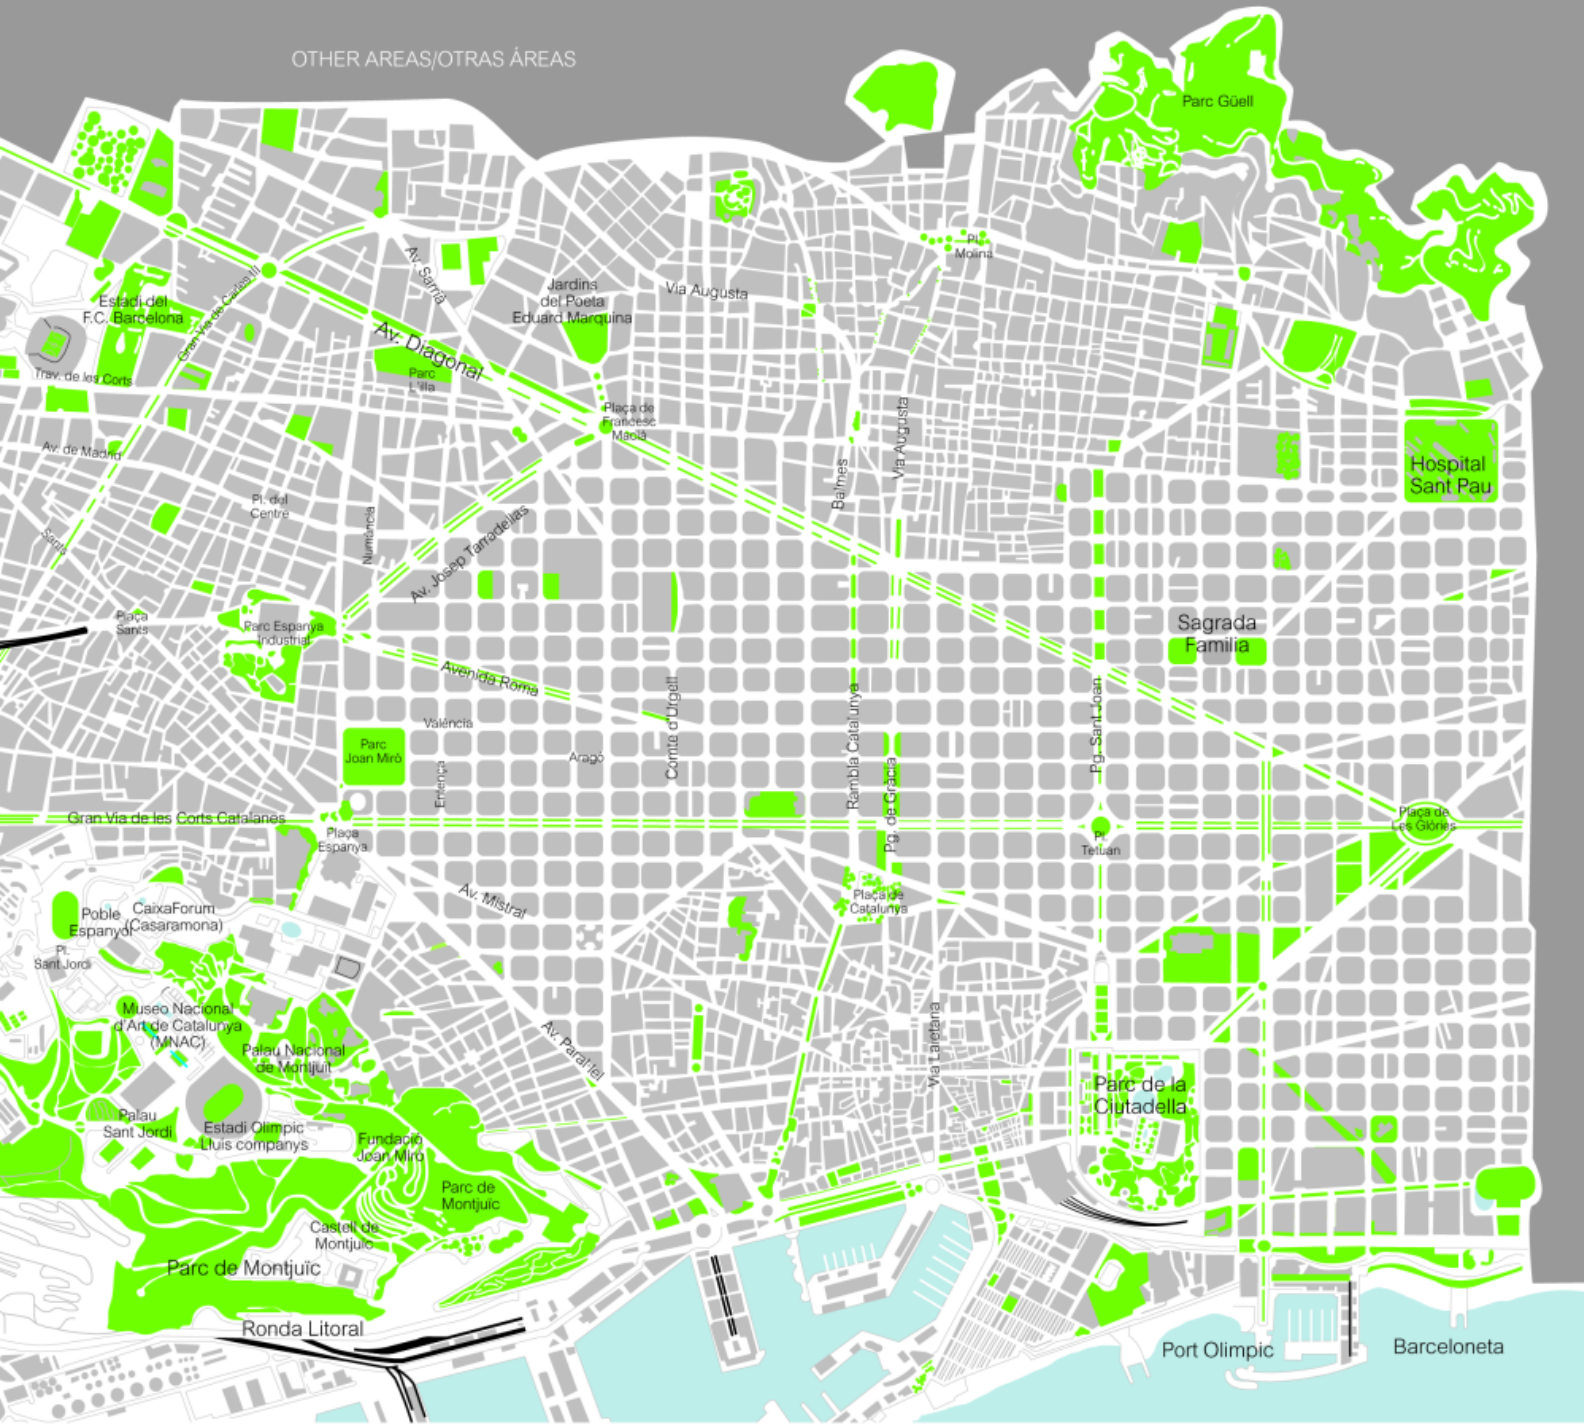 OTHER AREAS/OTRAS ÁREAS
Parc Güell
Pl.
Molina
Av. Sarrià
Via Augusta
Jardins
del Poeta
Eduard Marquina
Estadi del
F.C. Barcelona
Gran Via de Carles III
Av. Diagonal
Parc
L'illa
Trav. de les Corts
Plaça de
Francesc
Macià
Via Augusta
Balmes
Av. de Madrid
Hospital
Sant Pau
Pl. del
Centre
Numància
Sants
Av. Josep Tarradellas
Plaça
Sants
Parc Espanya
Industrial
Sagrada
Familia
Avenida Roma
Comte d'Urgell
Rambla Catalunya
Pg. Sant Joan
València
Parc
Joan Miró
Aragó
Entença
Pg. de Gràcia
Gran Via de les Corts Catalanes
Plaça
Espanya
Plaça de
Les Glòries
Pl.
Tetuan
Av. Mistral
Plaça de
Catalunya
Poble
Espanyol
CaixaForum
(Casaramona)
Pl.
Sant Jordi
Museo Nacional
d'Art de Catalunya
(MNAC)
Palau Nacional
de Montjuït
Av. Paral·lel
Via Laietana
Parc de la
Ciutadella
Palau
Sant Jordi
Estadi Olimpic
Lluis companys
Fundació
Joan Miró
Parc de
Montjuïc
Castell de
Montjuïc
Parc de Montjuïc
Ronda Litoral
Port Olimpic
Barceloneta